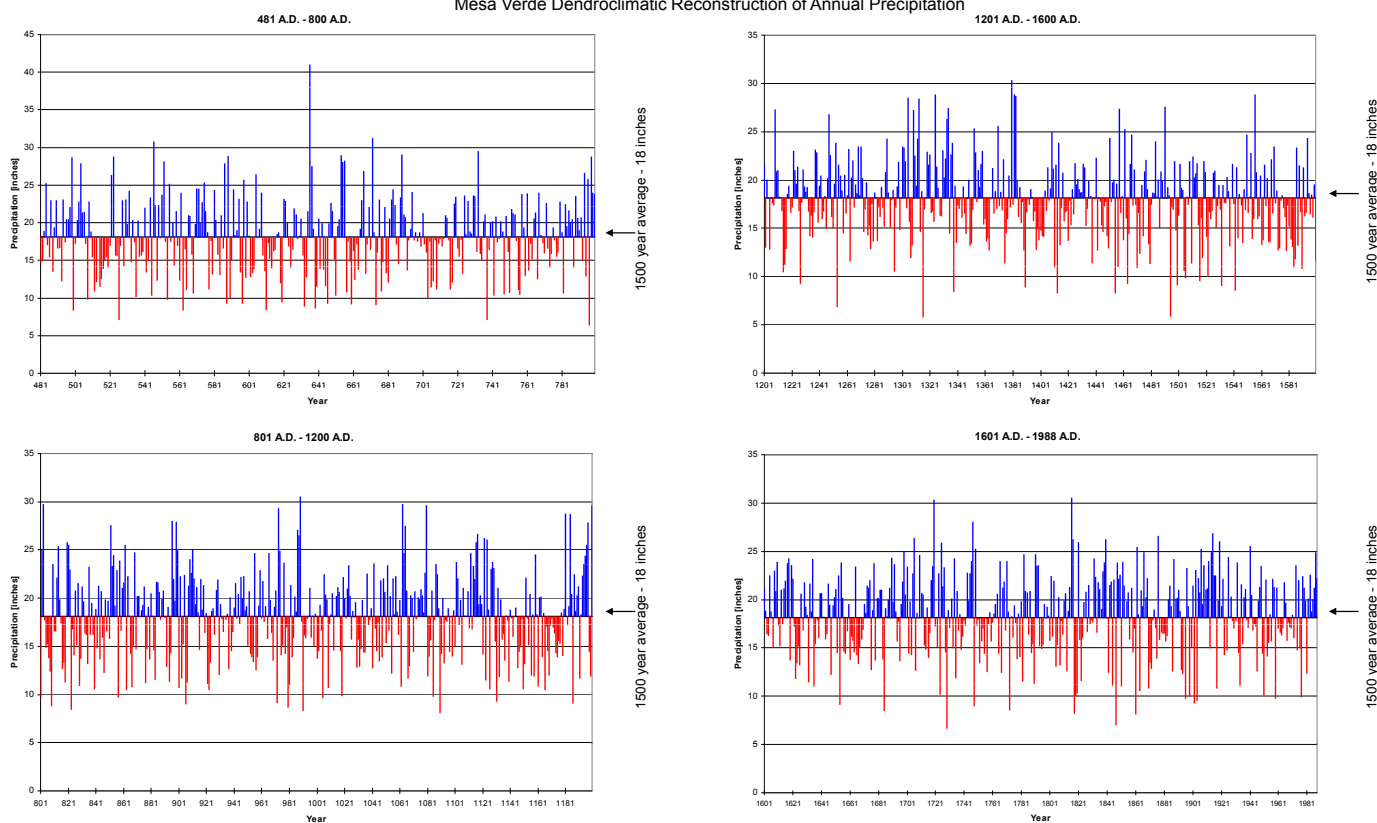 Mesa Verde Dendroclimatic Reconstruction of Annual Precipitation
481 A.D. - 800 A.D.
45
40
35
30
25
20
15
10
5
0
Precipitation [inches]
481 501 521 541 561 581 601 621 641 661 681 701 721 741 761 781
Year
1500 year average - 18 inches
1201 A.D. - 1600 A.D.
35
30
25
20
15
10
5
0
Precipitation [inches]
1201 1221 1241 1261 1281 1301 1321 1341 1361 1381 1401 1421 1441 1461 1481 1501 1521 1541 1561 1581
Year
1500 year average - 18 inches
801 A.D. - 1200 A.D.
35
30
25
20
15
10
5
0
Precipitation [inches]
801 821 841 861 881 901 921 941 961 981 1001 1021 1041 1061 1081 1101 1121 1141 1161 1181
Year
1500 year average - 18 inches
1601 A.D. - 1988 A.D.
35
30
25
20
15
10
5
0
Precipitation [inches]
1601 1621 1641 1661 1681 1701 1721 1741 1761 1781 1801 1821 1841 1861 1881 1901 1921 1941 1961 1981
Year
1500 year average - 18 inches